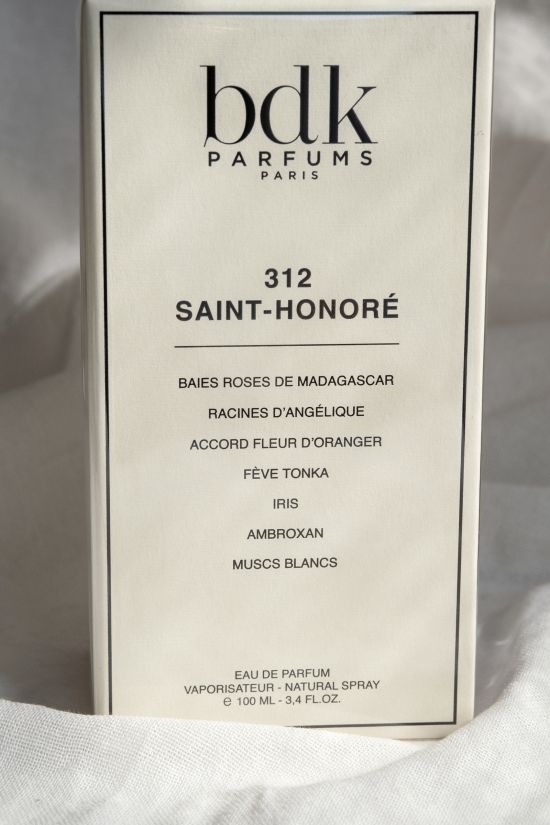 bdk
PARFUMS
PARIS
312
SAINT-HONORÉ
BAIES ROSES DE MADAGASCAR
RACINES D'ANGÉLIQUE
ACCORD FLEUR D'ORANGER
FÈVE TONKA
IRIS
AMBROXAN
MUSCS BLANCS
EAU DE PARFUM
VAPORISATEUR - NATURAL SPRAY
℮ 100 ML - 3,4 FL.OZ.